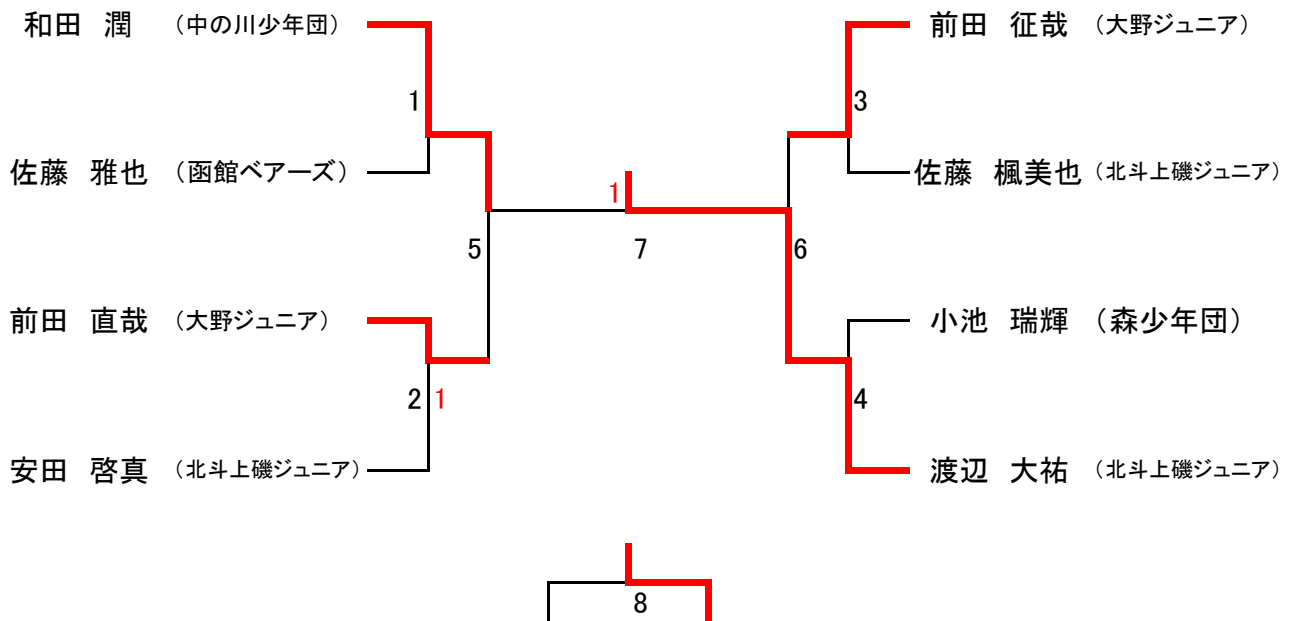 和田 潤 （中の川少年団）
前田 征哉 （大野ジュニア）
1
3
佐藤 雅也 （函館ベアーズ）
佐藤 楓美也 （北斗上磯ジュニア）
1
5
7
6
前田 直哉 （大野ジュニア）
小池 瑞輝 （森少年団）
2 1
4
安田 啓真 （北斗上磯ジュニア）
渡辺 大祐 （北斗上磯ジュニア）
8